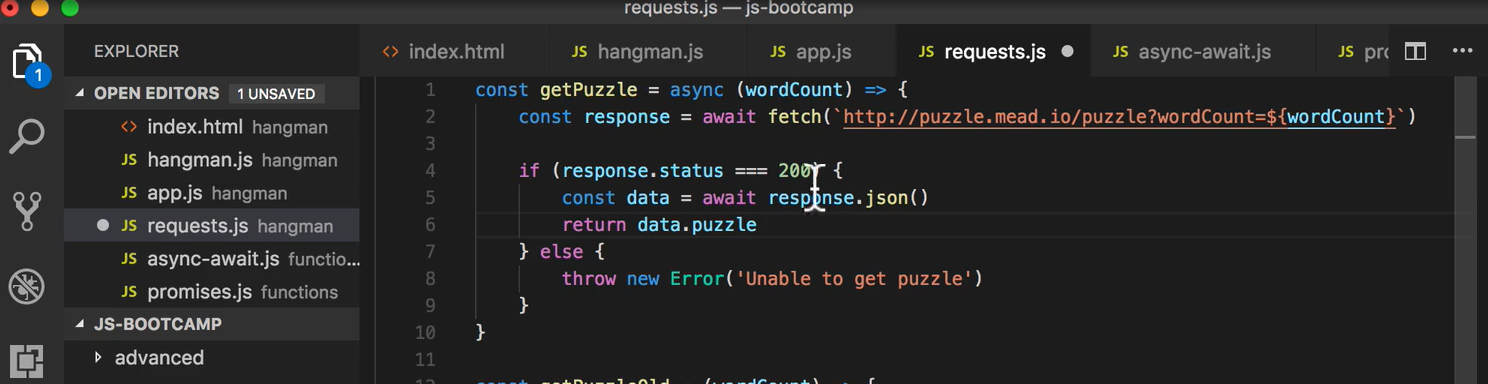 requests.js — js-bootcamp
EXPLORER
index.html
JS hangman.js
JS app.js
JS requests.js
JS async-await.js
JS
1
OPEN EDITORS 1 UNSAVED
index.html hangman
JS hangman.js hangman
JS app.js hangman
JS requests.js hangman
JS async-await.js functio...
JS promises.js functions
JS-BOOTCAMP
advanced
1 const getPuzzle = async (wordCount) => {
2 const response = await fetch(`http://puzzle.mead.io/puzzle?wordCount=${wordCount}`)
3
4 if (response.status === 200) {
5 const data = await response.json()
6 return data.puzzle
7 } else {
8 throw new Error('Unable to get puzzle')
9 }
10 }
11